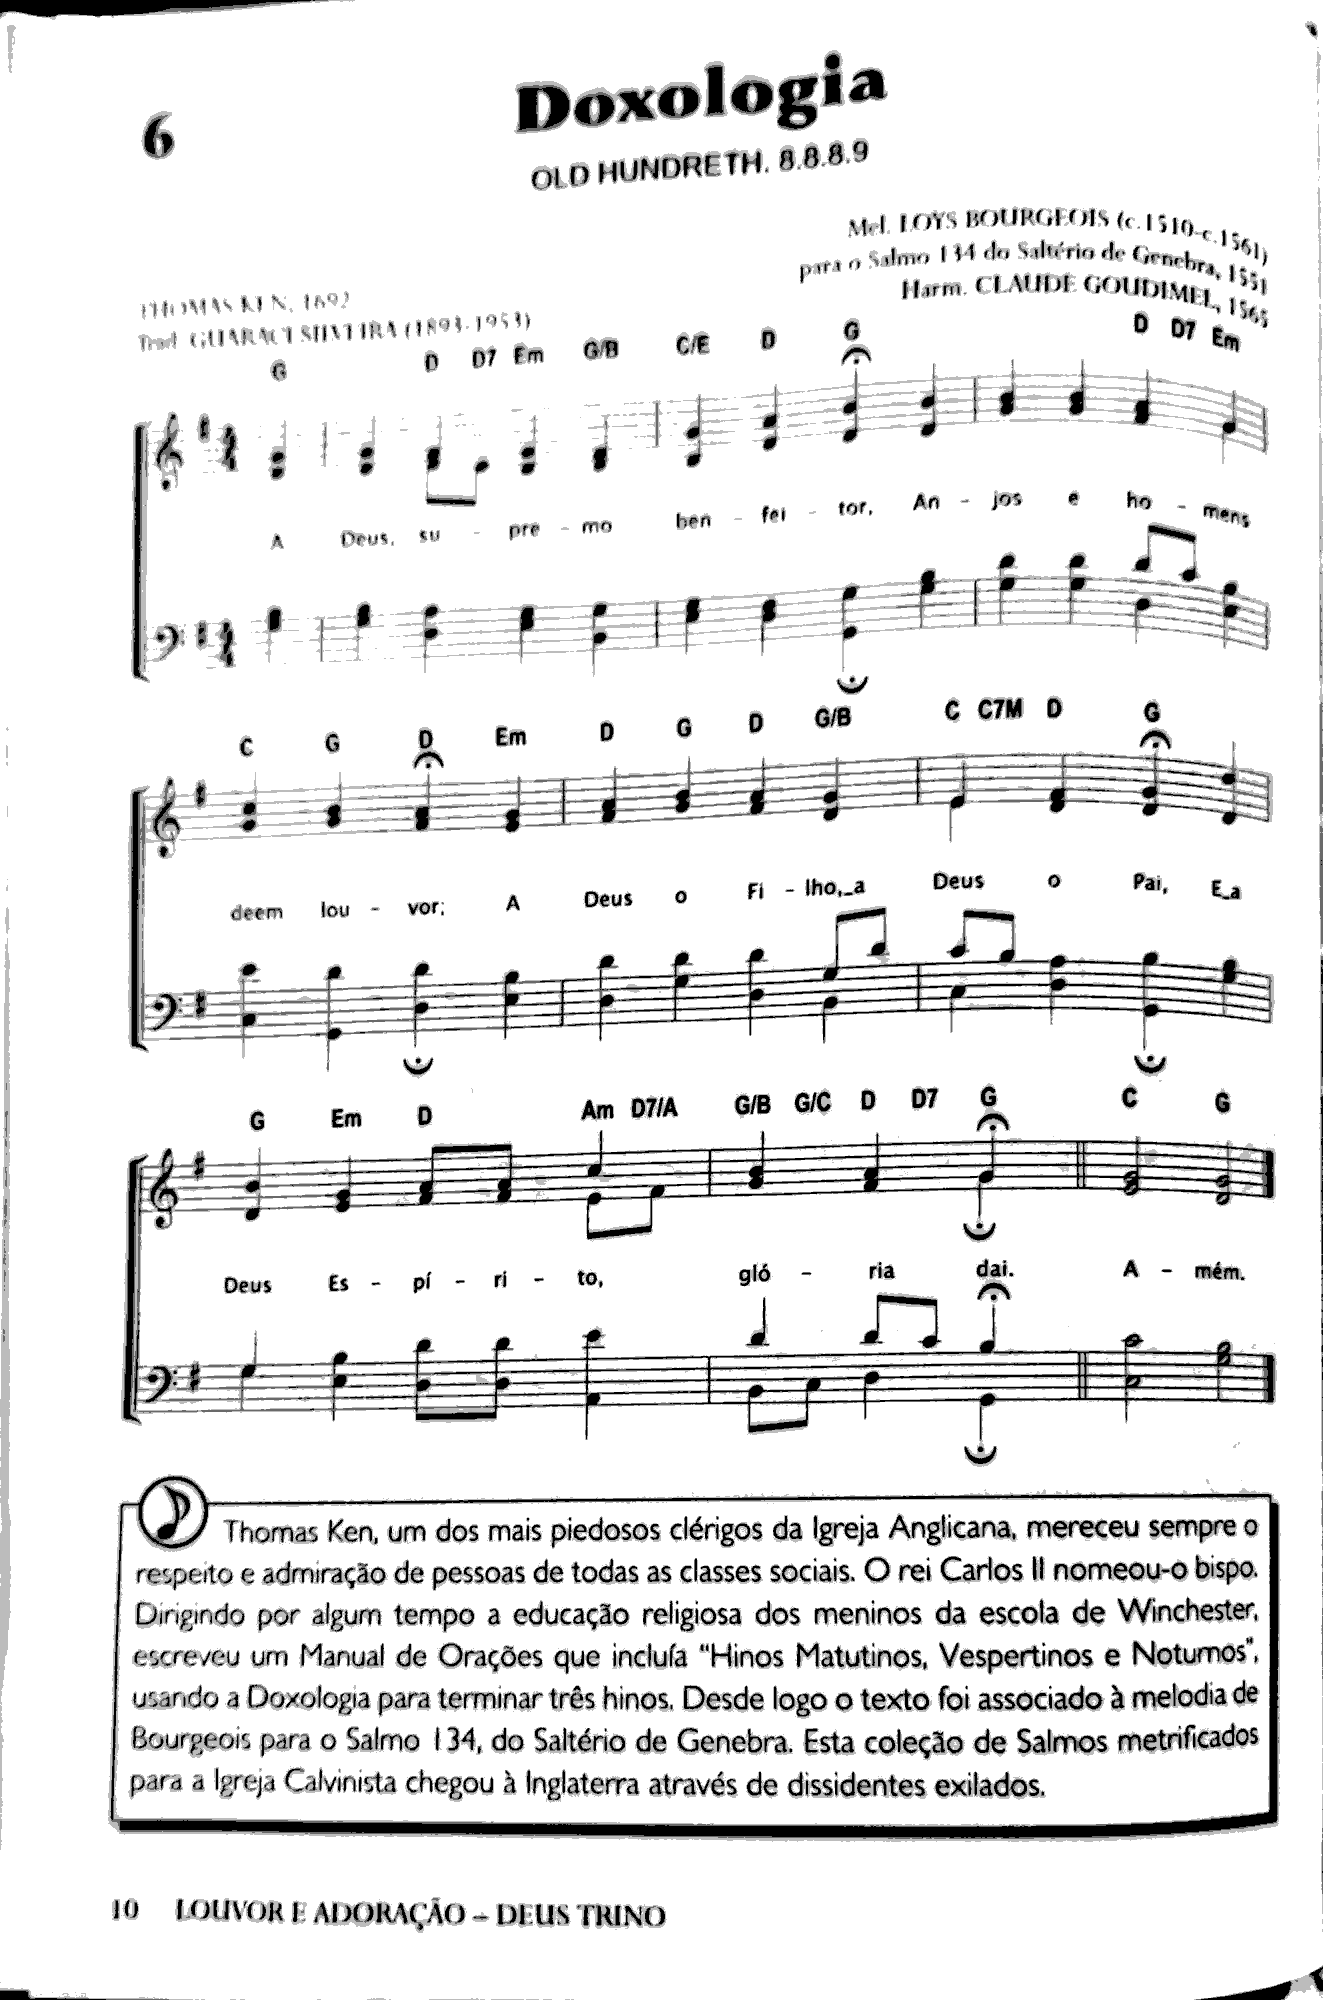 6
Doxologia
OLD HUNDRETH. 8.8.8.9
Mel. LOYS BOURGEOIS (c.1510-c.1561)
para o Salmo 134 do Saltério de Genebra, 1551
Harm. CLAUDE GOUDIMEL, 1565
THOMAS KEN, 1692
Trad. GUARACI SILVEIRA (1893-1953)
G D D7 Em G/B C/E D G D D7 Em
A Deus, su - pre - mo ben - fei - tor, An - jos e ho - mens
C G D Em D G D G/B C C7M D G
deem lou - vor; A Deus o Fi - lho,_a Deus o Pai, E_a
G Em D Am D7/A G/B G/C D D7 G C G
Deus Es - pí - ri - to, gló - ria dai. A - mém.
Thomas Ken, um dos mais piedosos clérigos da Igreja Anglicana, mereceu sempre o
respeito e admiração de pessoas de todas as classes sociais. O rei Carlos II nomeou-o bispo.
Dirigindo por algum tempo a educação religiosa dos meninos da escola de Winchester,
escreveu um Manual de Orações que incluía "Hinos Matutinos, Vespertinos e Noturnos",
usando a Doxologia para terminar três hinos. Desde logo o texto foi associado à melodia de
Bourgeois para o Salmo 134, do Saltério de Genebra. Esta coleção de Salmos metrificados
para a Igreja Calvinista chegou à Inglaterra através de dissidentes exilados.
10 LOUVOR E ADORAÇÃO – DEUS TRINO